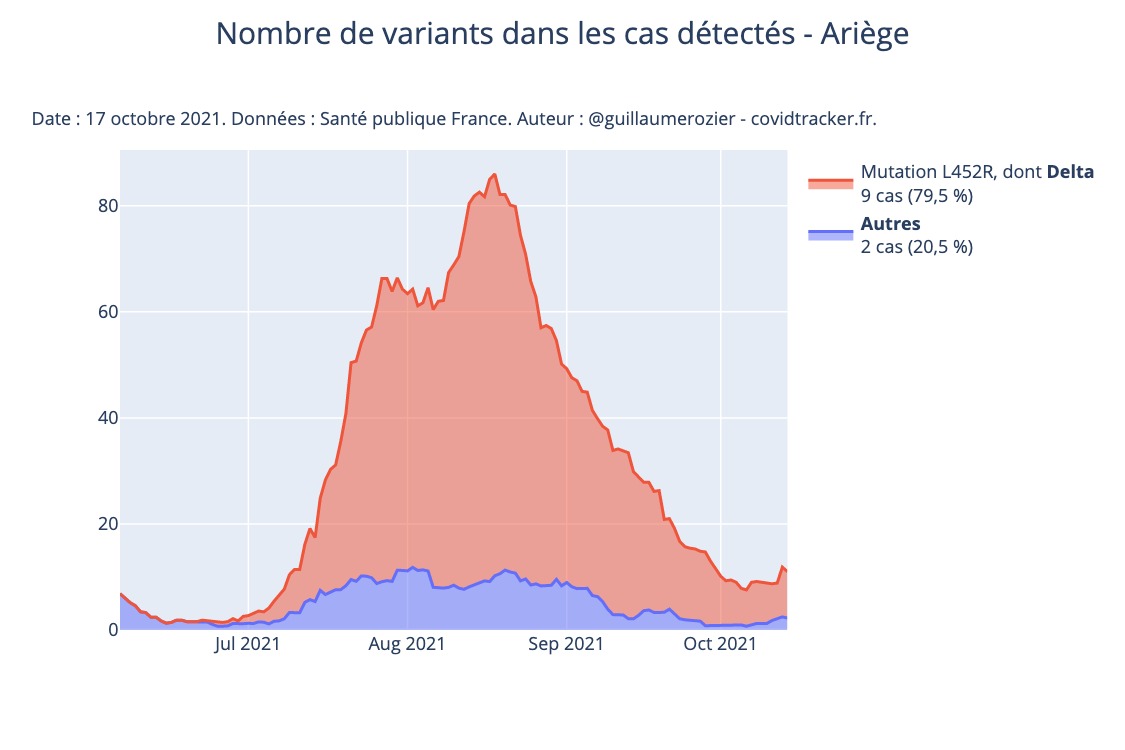 Nombre de variants dans les cas détectés - Ariège
Date : 17 octobre 2021. Données : Santé publique France. Auteur : @guillaumerozier - covidtracker.fr.
Mutation L452R, dont Delta
9 cas (79,5 %)
Autres
2 cas (20,5 %)
80
60
40
20
0
Jul 2021
Aug 2021
Sep 2021
Oct 2021